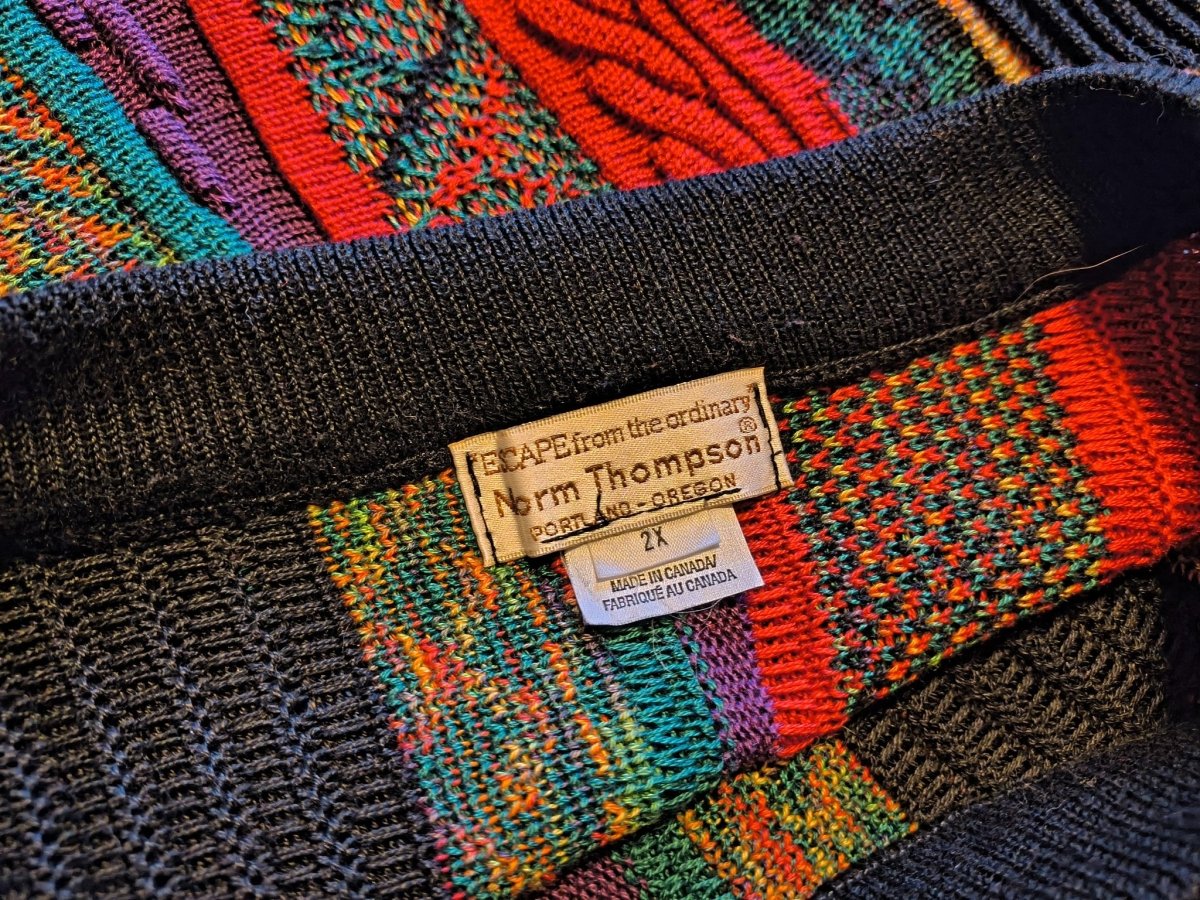 "ESCAPE from the ordinary"
Norm Thompson®
PORTLAND - OREGON
2X
MADE IN CANADA/
FABRIQUÉ AU CANADA